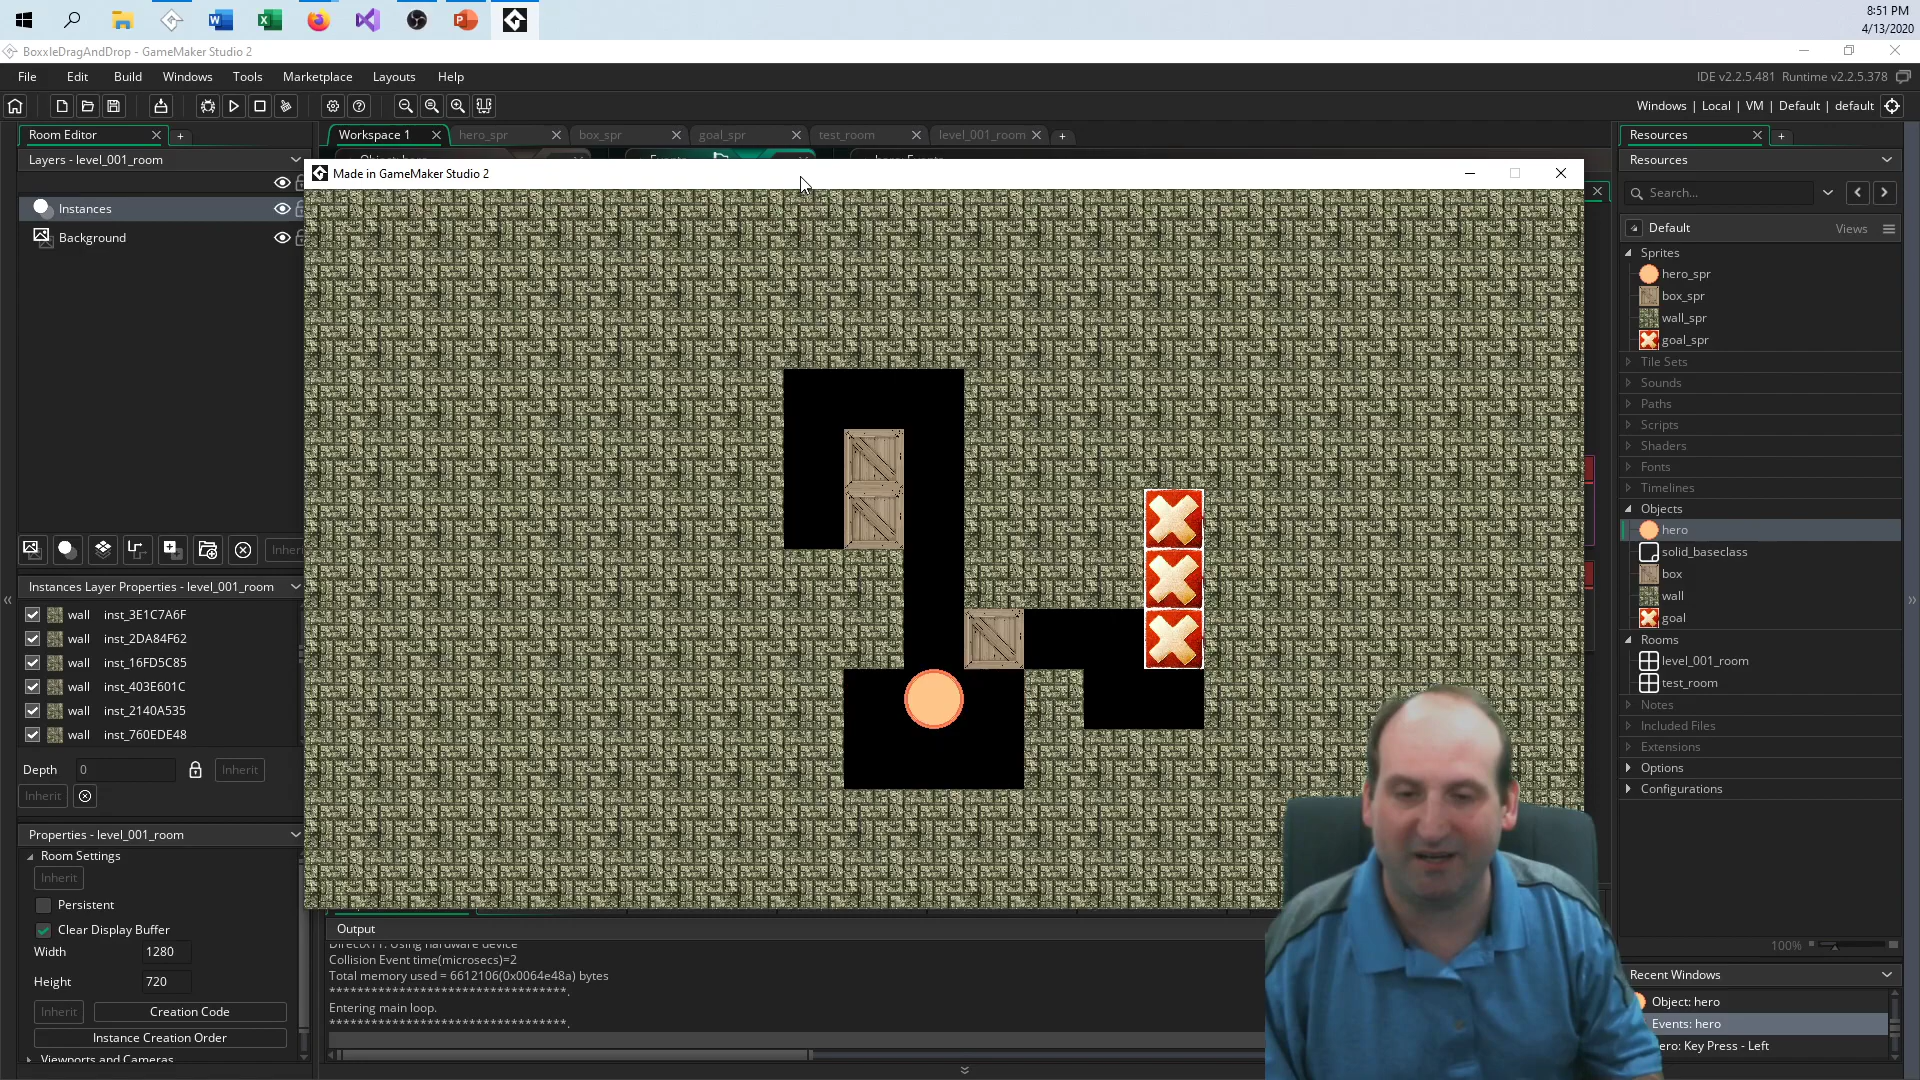 8:51 PM
4/13/2020
BoxxleDragAndDrop - GameMaker Studio 2
File Edit Build Windows Tools Marketplace Layouts Help
IDE v2.2.5.481 Runtime v2.2.5.378
Windows | Local | VM | Default | default
Room Editor
Workspace 1 hero_spr box_spr goal_spr test_room level_001_room
Resources
Layers - level_001_room
Resources
Made in GameMaker Studio 2
Search...
Instances
Background
Default Views
Sprites
hero_spr
box_spr
wall_spr
goal_spr
Tile Sets
Sounds
Paths
Scripts
Shaders
Fonts
Timelines
Objects
hero
solid_baseclass
box
wall
goal
Rooms
level_001_room
test_room
Notes
Included Files
Extensions
Options
Configurations
Instances Layer Properties - level_001_room
wall inst_3E1C7A6F
wall inst_2DA84F62
wall inst_16FD5C85
wall inst_403E601C
wall inst_2140A535
wall inst_760EDE48
Depth 0 Inherit
Inherit
Properties - level_001_room
Room Settings
Inherit
Persistent
Clear Display Buffer
Width 1280
Height 720
Inherit Creation Code
Instance Creation Order
Viewports and Cameras
Output
DirectX11: Using hardware device
Collision Event time(microsecs)=2
Total memory used = 6612106(0x0064e48a) bytes
**********************************.
Entering main loop.
**********************************.
100%
Recent Windows
Object: hero
Events: hero
ero: Key Press - Left